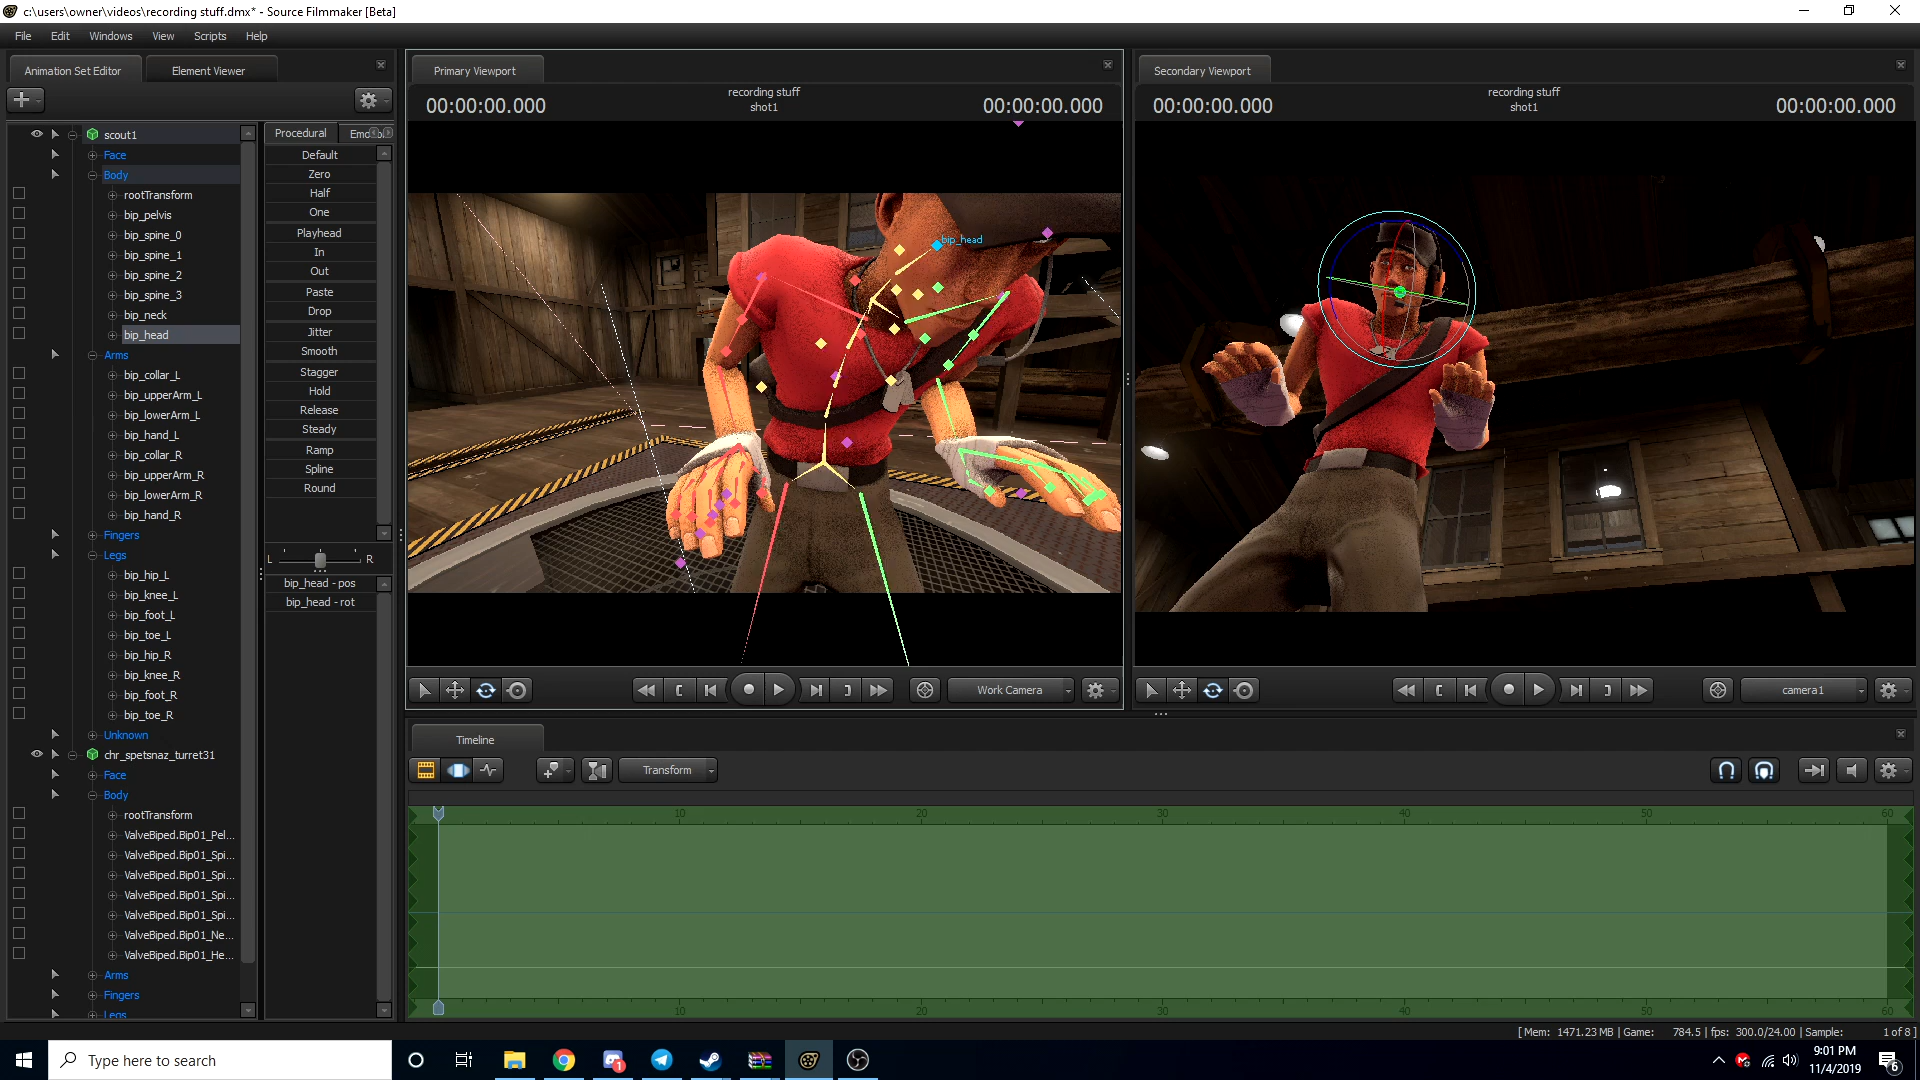 c:\users\owner\videos\recording stuff.dmx* - Source Filmmaker [Beta]
File Edit Windows View Scripts Help
Animation Set Editor
Element Viewer
scout1
Face
Body
rootTransform
bip_pelvis
bip_spine_0
bip_spine_1
bip_spine_2
bip_spine_3
bip_neck
bip_head
Arms
bip_collar_L
bip_upperArm_L
bip_lowerArm_L
bip_hand_L
bip_collar_R
bip_upperArm_R
bip_lowerArm_R
bip_hand_R
Fingers
Legs
bip_hip_L
bip_knee_L
bip_foot_L
bip_toe_L
bip_hip_R
bip_knee_R
bip_foot_R
bip_toe_R
Unknown
chr_spetsnaz_turret31
Face
Body
rootTransform
ValveBiped.Bip01_Pel...
ValveBiped.Bip01_Spi...
ValveBiped.Bip01_Spi...
ValveBiped.Bip01_Spi...
ValveBiped.Bip01_Spi...
ValveBiped.Bip01_Ne...
ValveBiped.Bip01_He...
Arms
Fingers
Legs
Procedural
Default
Zero
Half
One
Playhead
In
Out
Paste
Drop
Jitter
Smooth
Stagger
Hold
Release
Steady
Ramp
Spline
Round
L R
bip_head - pos
bip_head - rot
Primary Viewport
00:00:00.000
recording stuff
shot1
00:00:00.000
bip_head
Work Camera
Secondary Viewport
00:00:00.000
recording stuff
shot1
00:00:00.000
camera1
Timeline
Transform
10 20 30 40 50 60
10 20 30 40 50 60
[ Mem: 1471.23 MB | Game: 784.5 | fps: 300.0/24.00 | Sample: 1 of 8 ]
Type here to search
1
9:01 PM
11/4/2019
6